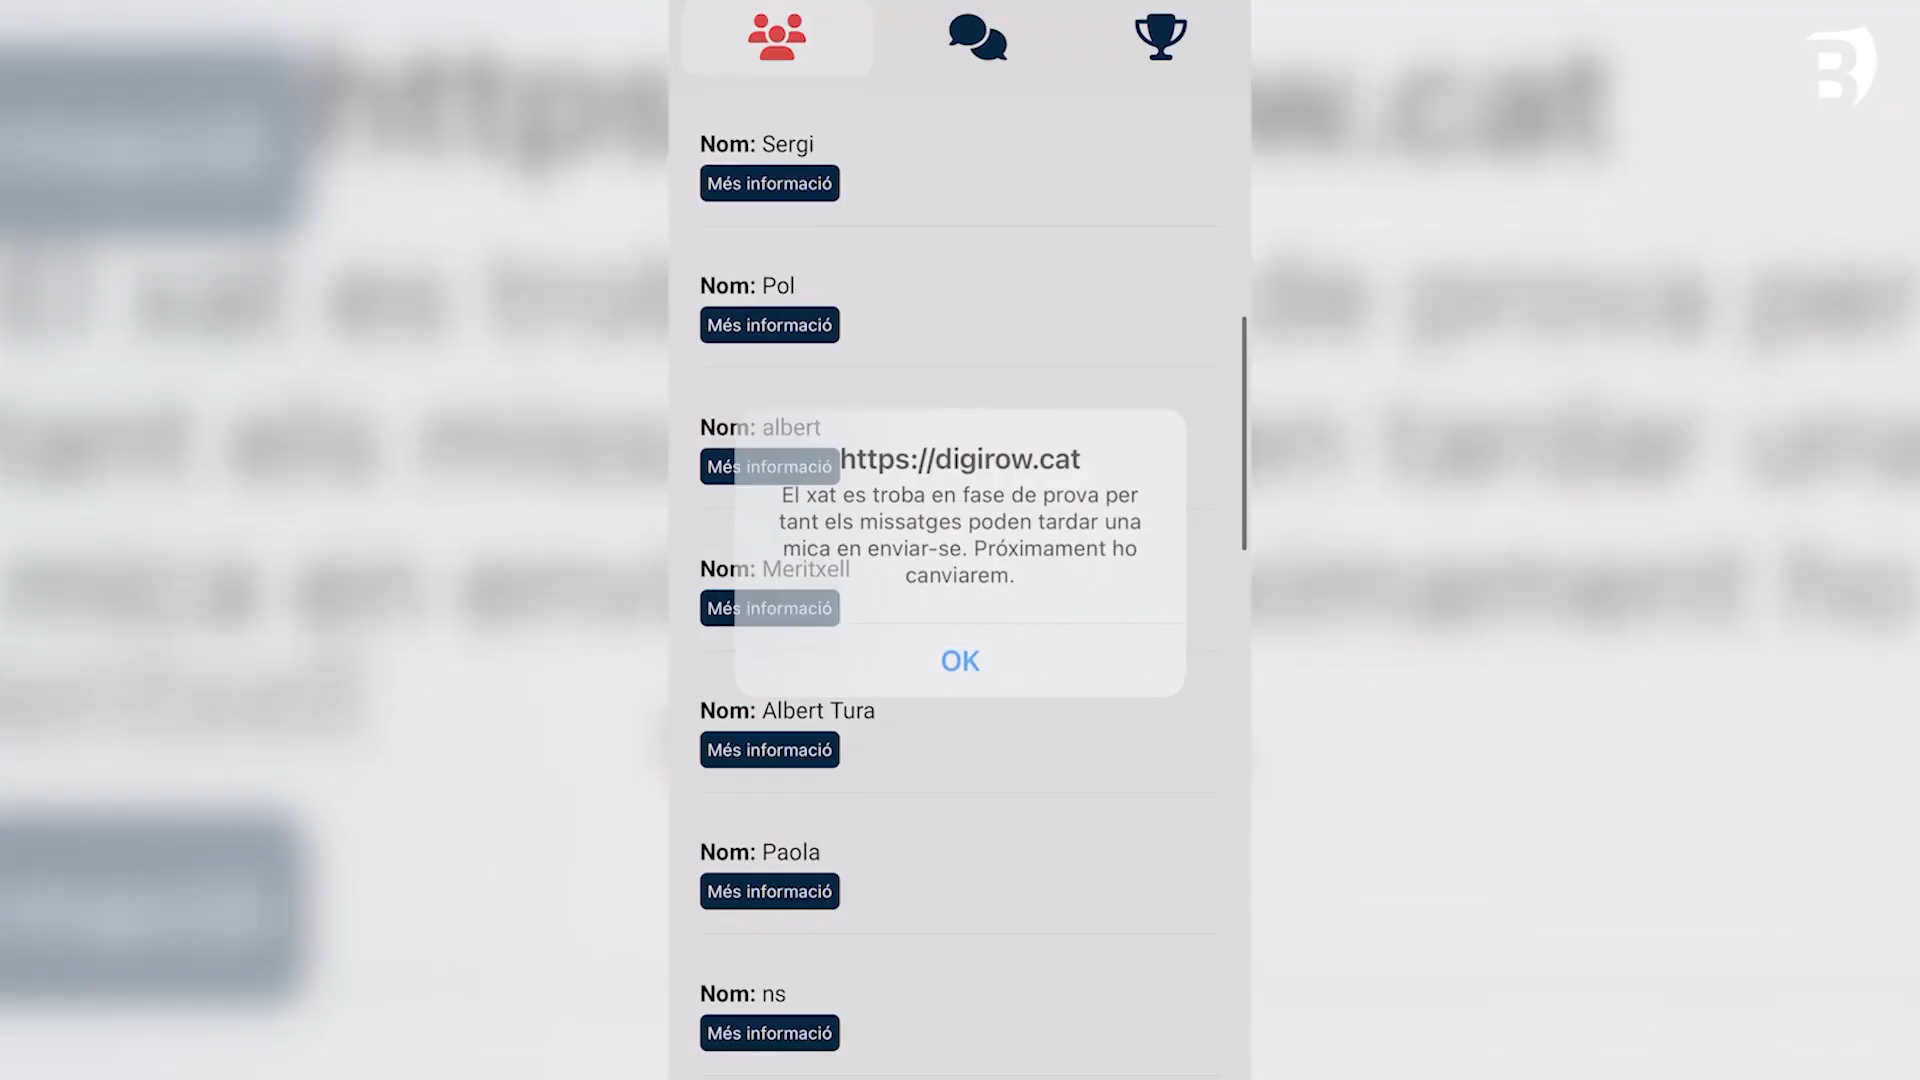 Nom: Sergi
Més informació
Nom: Pol
Més informació
Nom: albert
Més informació
https://digirow.cat
El xat es troba en fase de prova per
tant els missatges poden tardar una
mica en enviar-se. Próximament ho
canviarem.
OK
Nom: Meritxell
Més informació
Nom: Albert Tura
Més informació
Nom: Paola
Més informació
Nom: ns
Més informació
B